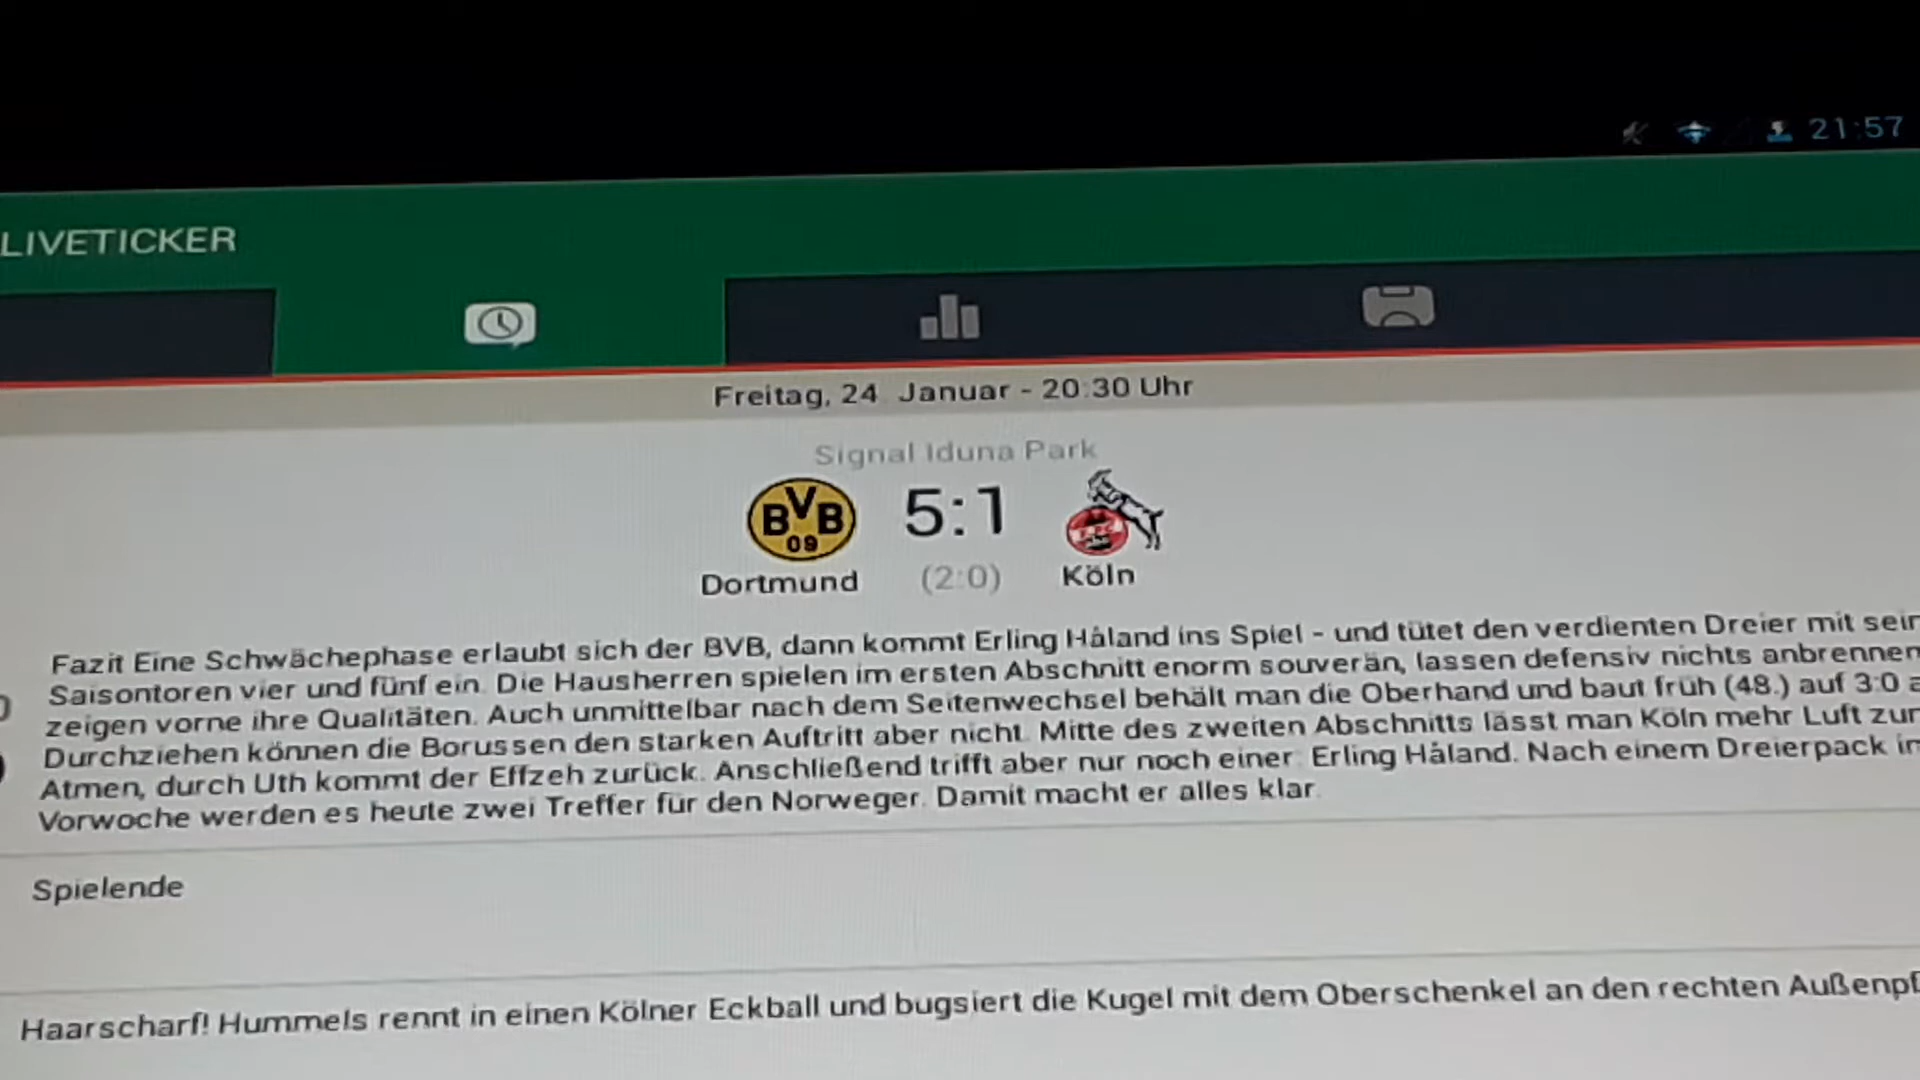 21:57
LIVETICKER
Freitag, 24. Januar - 20:30 Uhr
Signal Iduna Park
BVB 09
5:1
Dortmund (2:0) Köln
Fazit Eine Schwächephase erlaubt sich der BVB, dann kommt Erling Håland ins Spiel - und tütet den verdienten Dreier mit sein
Saisontoren vier und fünf ein. Die Hausherren spielen im ersten Abschnitt enorm souverän, lassen defensiv nichts anbrennen
zeigen vorne ihre Qualitäten. Auch unmittelbar nach dem Seitenwechsel behält man die Oberhand und baut früh (48.) auf 3:0 a
Durchziehen können die Borussen den starken Auftritt aber nicht. Mitte des zweiten Abschnitts lässt man Köln mehr Luft zur
Atmen, durch Uth kommt der Effzeh zurück. Anschließend trifft aber nur noch einer: Erling Håland. Nach einem Dreierpack in
Vorwoche werden es heute zwei Treffer für den Norweger. Damit macht er alles klar.
Spielende
Haarscharf! Hummels rennt in einen Kölner Eckball und bugsiert die Kugel mit dem Oberschenkel an den rechten Außenpf